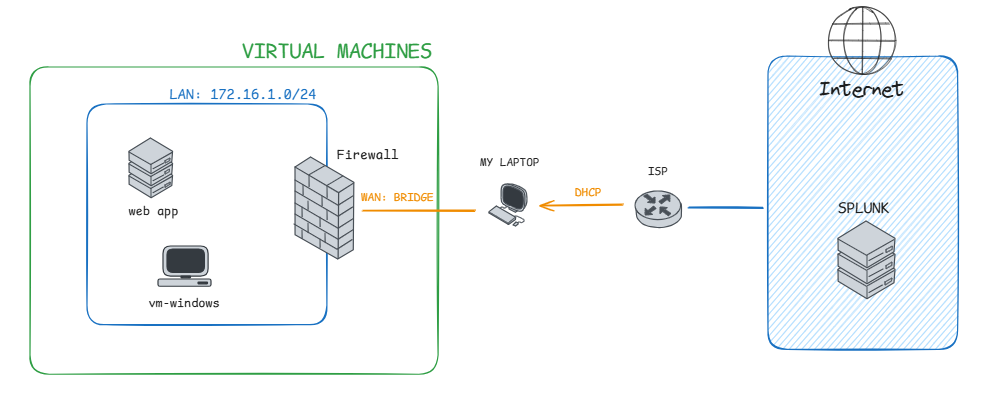 VIRTUAL MACHINES
LAN: 172.16.1.0/24
Internet
Firewall
MY LAPTOP
ISP
WAN: BRIDGE
DHCP
web app
SPLUNK
vm-windows